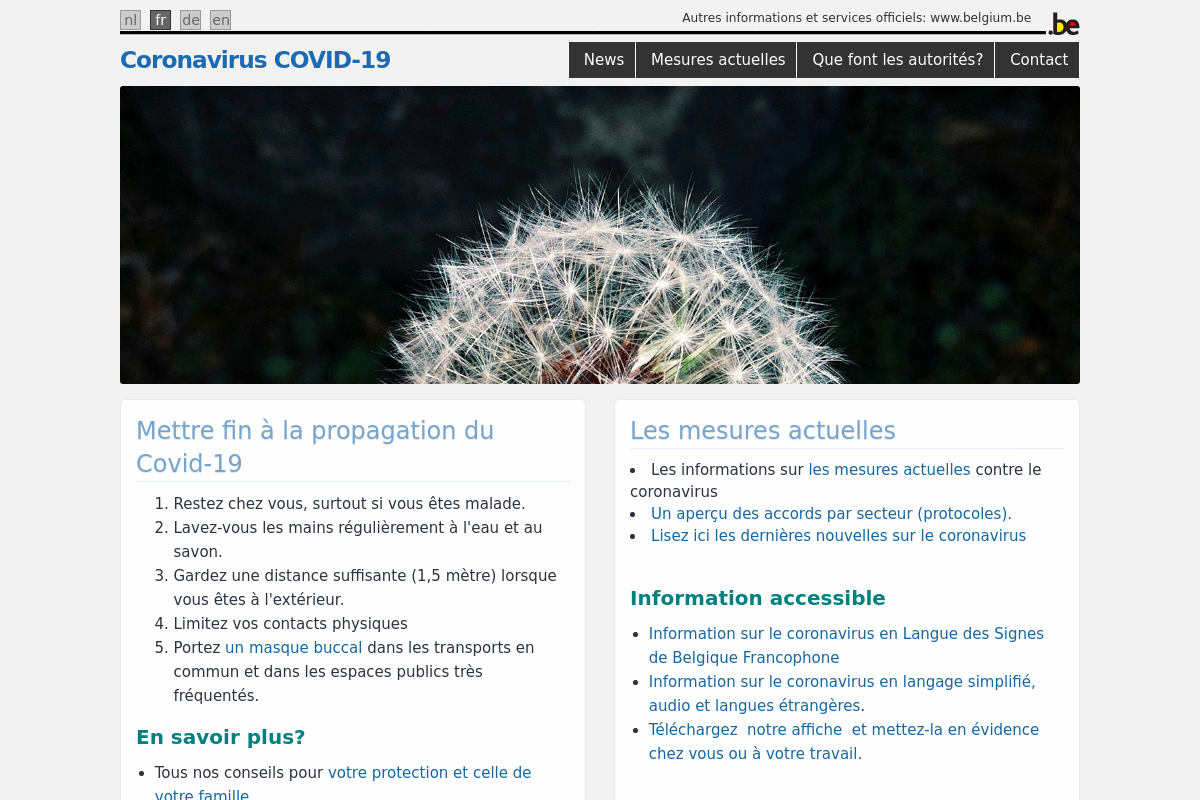 nl fr de en
Autres informations et services officiels: www.belgium.be
.be
Coronavirus COVID-19
News Mesures actuelles Que font les autorités? Contact
Mettre fin à la propagation du
Covid-19
1. Restez chez vous, surtout si vous êtes malade.
2. Lavez-vous les mains régulièrement à l'eau et au
savon.
3. Gardez une distance suffisante (1,5 mètre) lorsque
vous êtes à l'extérieur.
4. Limitez vos contacts physiques
5. Portez un masque buccal dans les transports en
commun et dans les espaces publics très
fréquentés.
En savoir plus?
• Tous nos conseils pour votre protection et celle de
votre famille
Les mesures actuelles
• Les informations sur les mesures actuelles contre le
coronavirus
• Un aperçu des accords par secteur (protocoles).
• Lisez ici les dernières nouvelles sur le coronavirus
Information accessible
• Information sur le coronavirus en Langue des Signes
de Belgique Francophone
• Information sur le coronavirus en langage simplifié,
audio et langues étrangères.
• Téléchargez notre affiche et mettez-la en évidence
chez vous ou à votre travail.